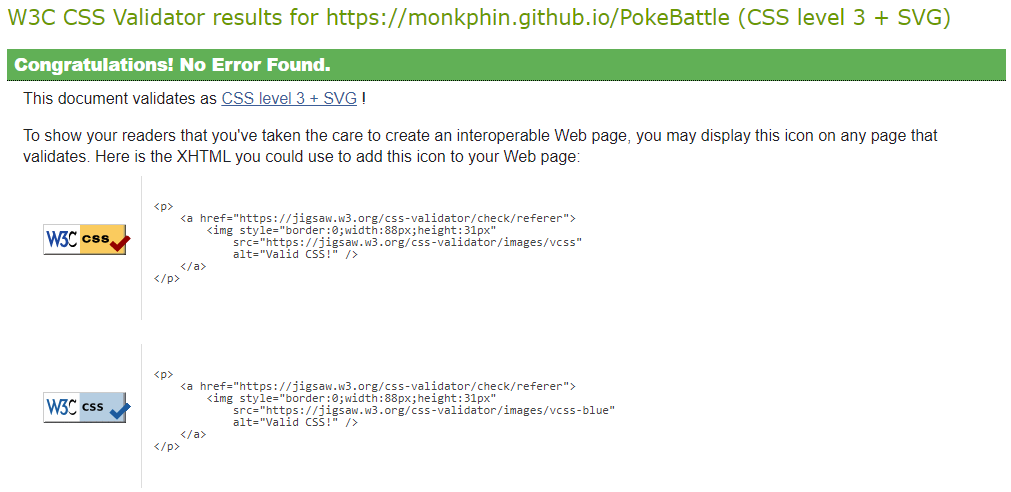 W3C CSS Validator results for https://monkphin.github.io/PokeBattle (CSS level 3 + SVG)
Congratulations! No Error Found.
This document validates as CSS level 3 + SVG !
To show your readers that you've taken the care to create an interoperable Web page, you may display this icon on any page that
validates. Here is the XHTML you could use to add this icon to your Web page:
W3C css
<p>
<a href="https://jigsaw.w3.org/css-validator/check/referer">
<img style="border:0;width:88px;height:31px"
src="https://jigsaw.w3.org/css-validator/images/vcss"
alt="Valid CSS!" />
</a>
</p>
W3C css
<p>
<a href="https://jigsaw.w3.org/css-validator/check/referer">
<img style="border:0;width:88px;height:31px"
src="https://jigsaw.w3.org/css-validator/images/vcss-blue"
alt="Valid CSS!" />
</a>
</p>